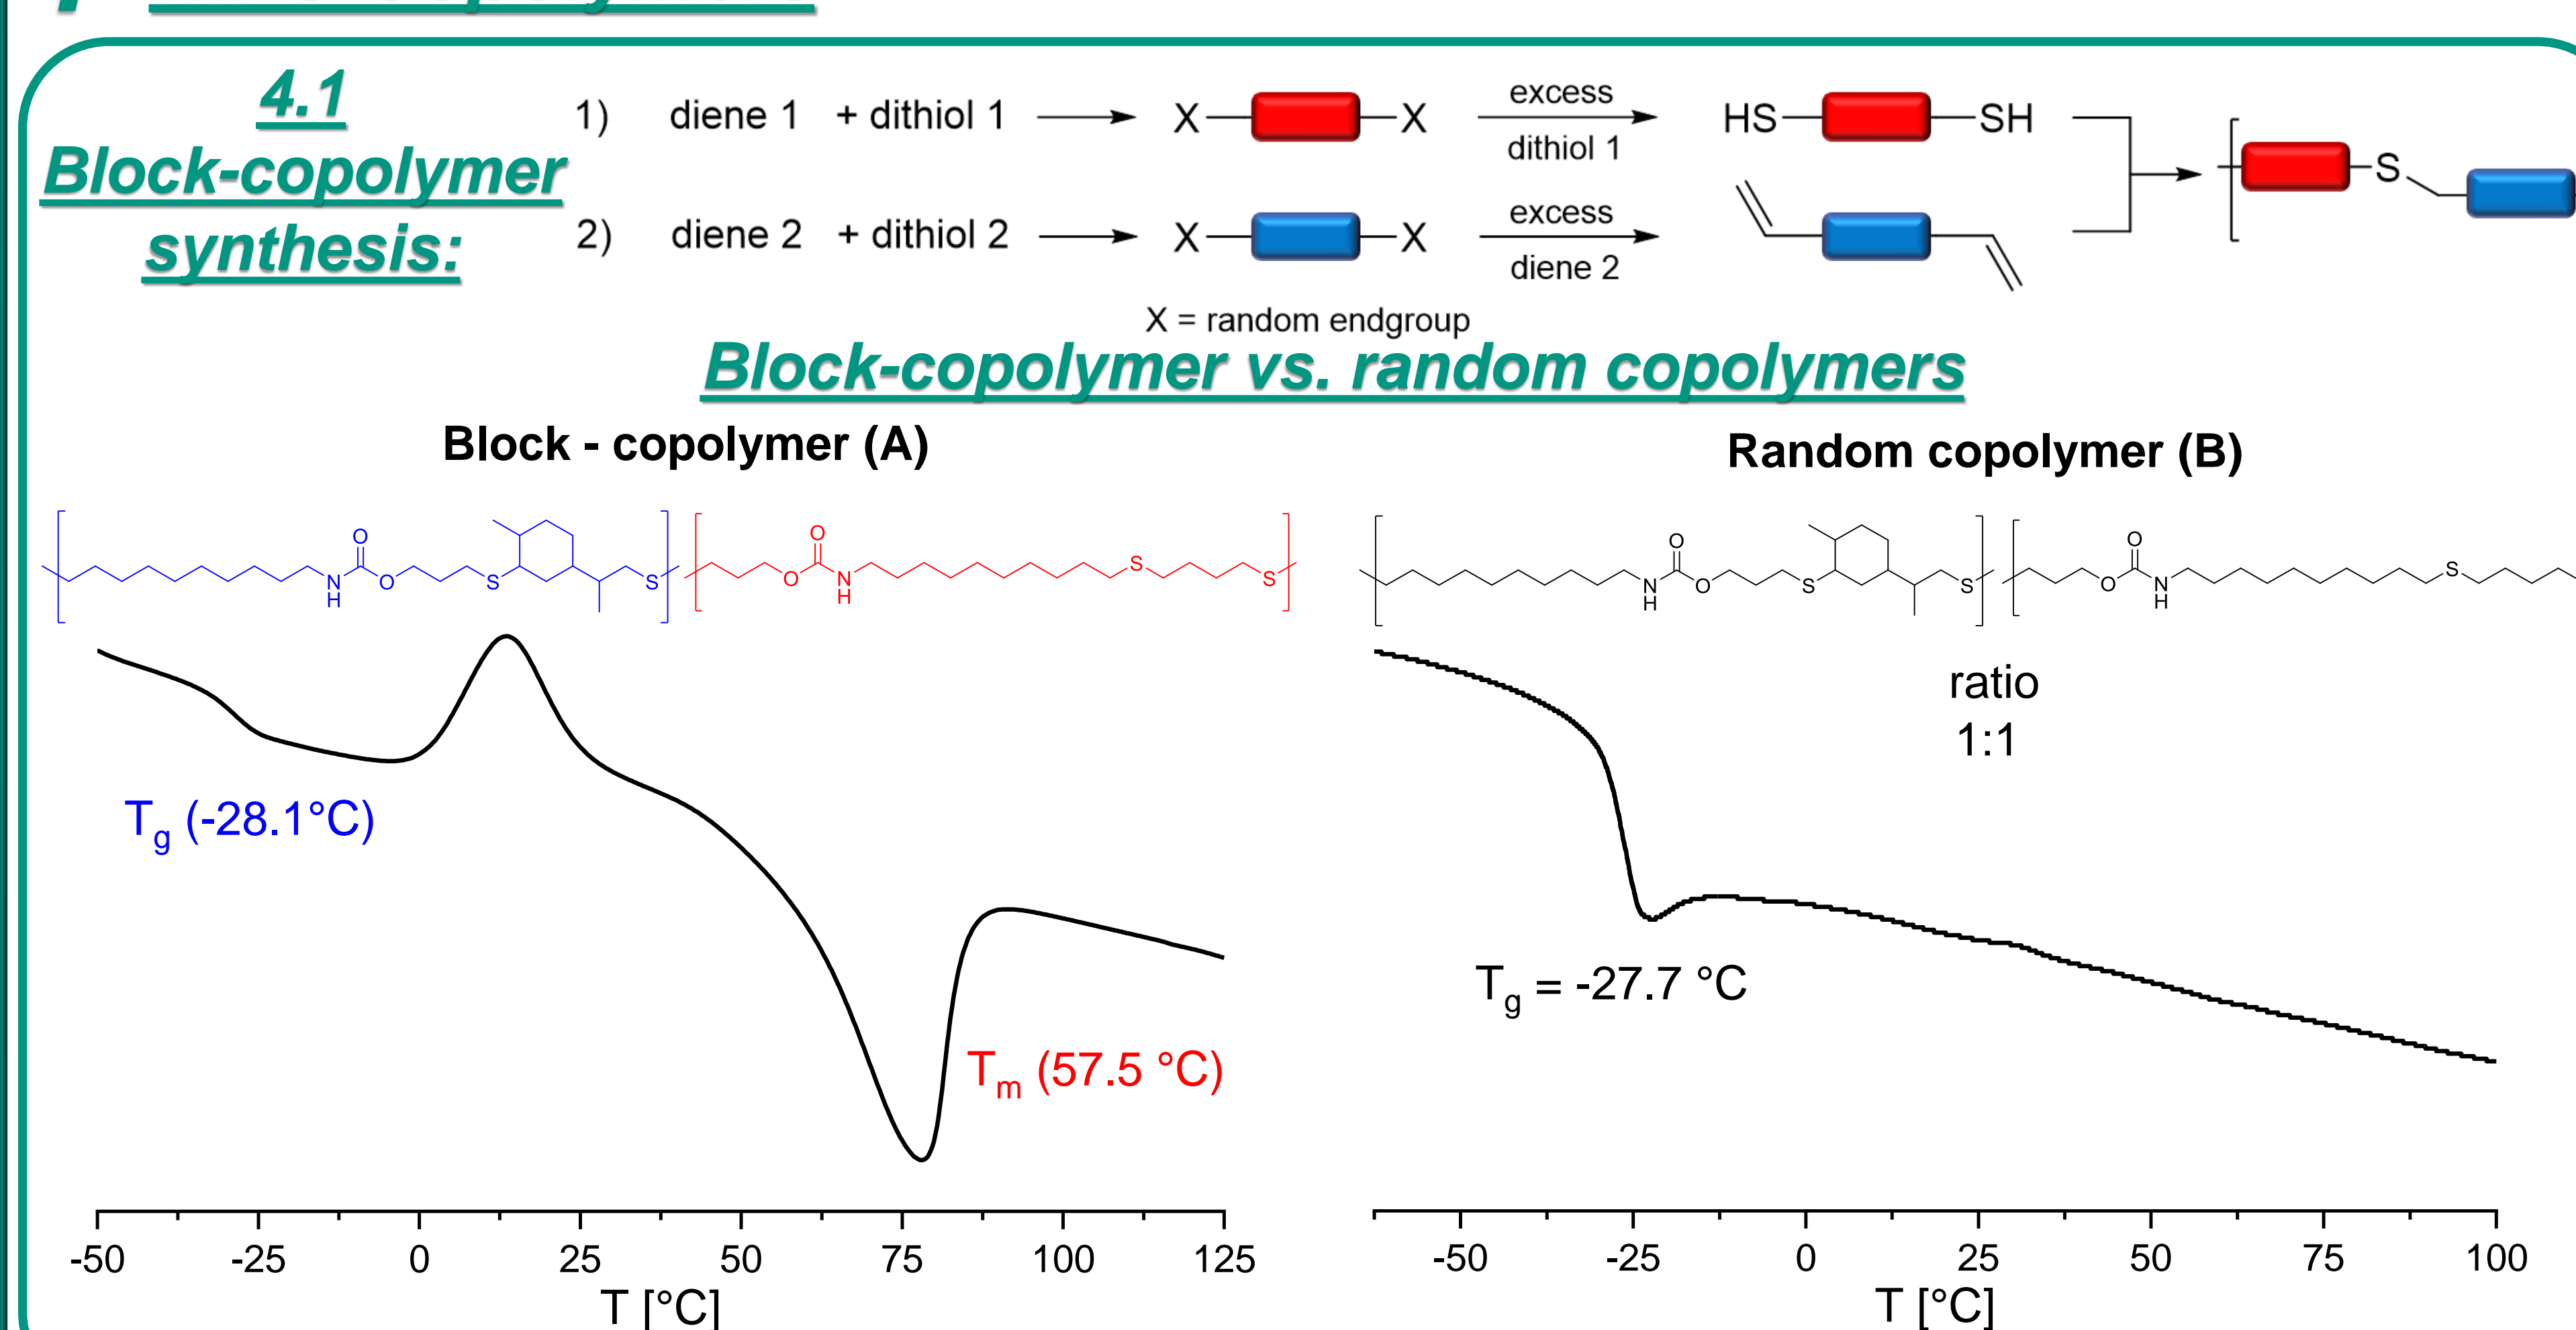 4.1
Block-copolymer
synthesis:
1) diene 1 + dithiol 1 X X excess dithiol 1 HS SH
S
2) diene 2 + dithiol 2 X X excess diene 2
X = random endgroup
Block-copolymer vs. random copolymers
Block - copolymer (A)
Random copolymer (B)
O N H O S S O O N H S S
O N H O S S O O N H S
ratio
1:1
Tg (-28.1°C)
Tm (57.5 °C)
Tg = -27.7 °C
-50 -25 0 25 50 75 100 125
T [°C]
-50 -25 0 25 50 75 100
T [°C]